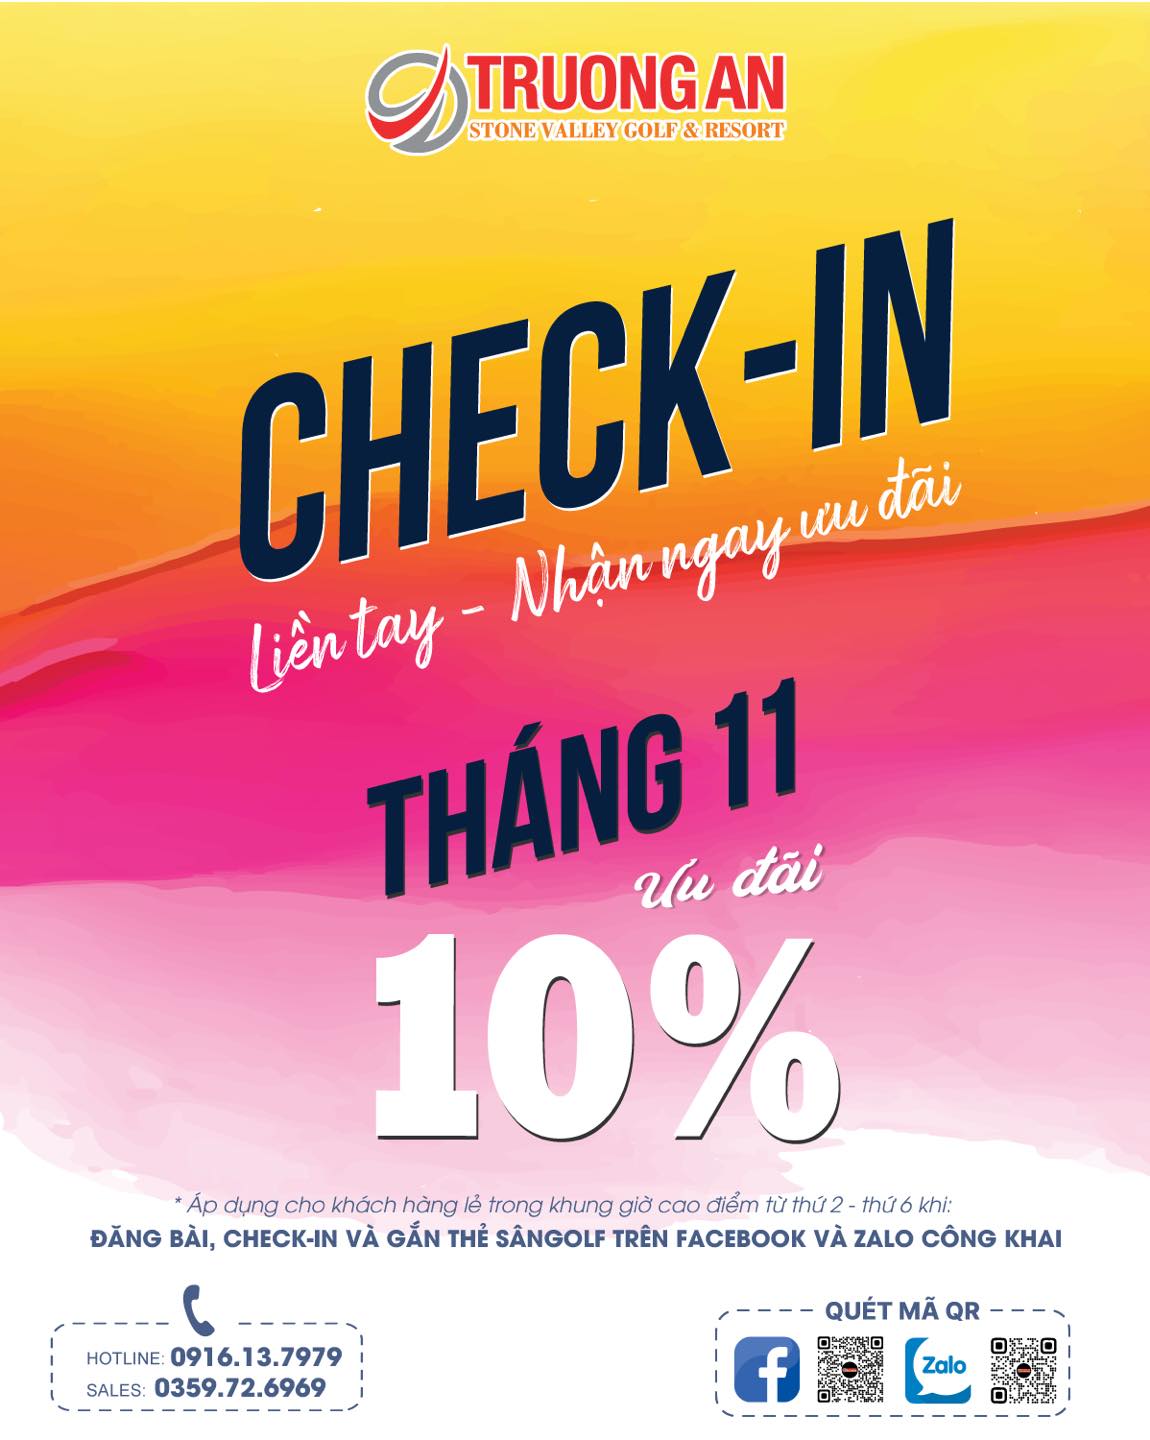 TRUONG AN
STONE VALLEY GOLF & RESORT
CHECK-IN
Liền tay - Nhận ngay ưu đãi
THÁNG 11
Ưu đãi
10%
* Áp dụng cho khách hàng lẻ trong khung giờ cao điểm từ thứ 2 - thứ 6 khi:
ĐĂNG BÀI, CHECK-IN VÀ GẮN THẺ SÂNGOLF TRÊN FACEBOOK VÀ ZALO CÔNG KHAI
HOTLINE: 0916.13.7979
SALES: 0359.72.6969
QUÉT MÃ QR
Zalo